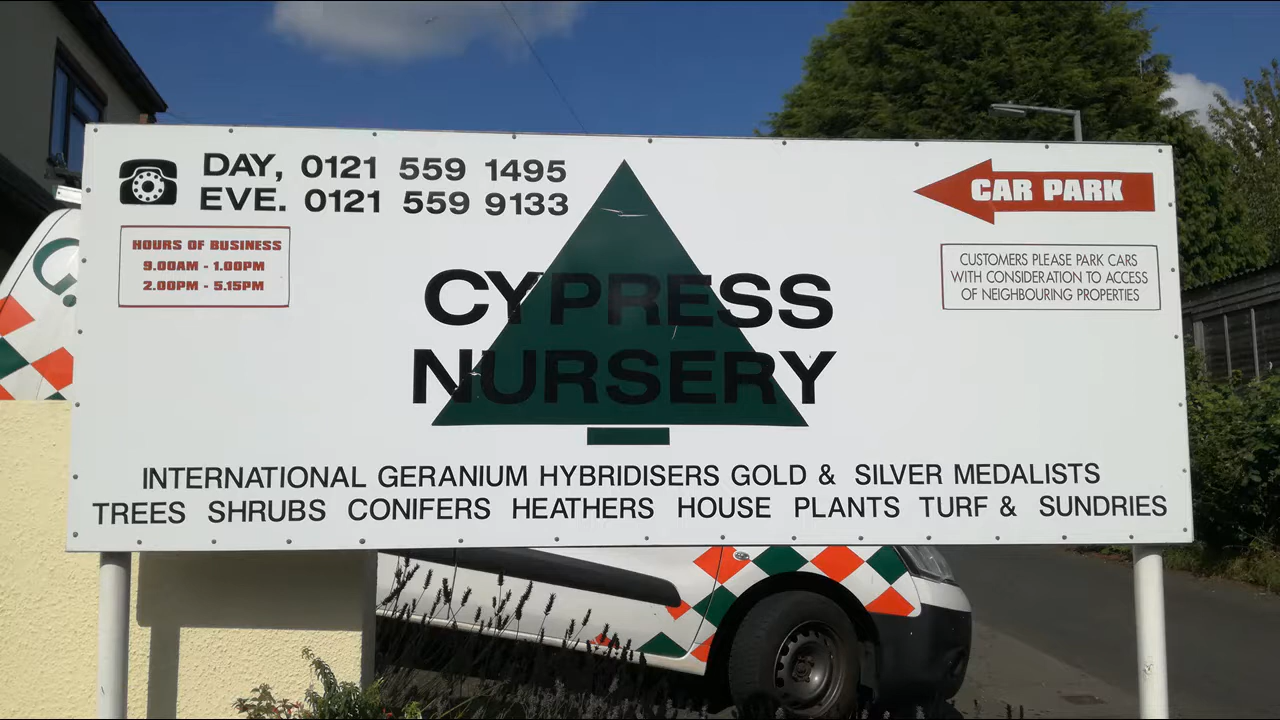 DAY, 0121 559 1495
EVE. 0121 559 9133
HOURS OF BUSINESS
9.00AM - 1.00PM
2.00PM - 5.15PM
CAR PARK
CUSTOMERS PLEASE PARK CARS
WITH CONSIDERATION TO ACCESS
OF NEIGHBOURING PROPERTIES
CYPRESS
NURSERY
INTERNATIONAL GERANIUM HYBRIDISERS GOLD & SILVER MEDALISTS
TREES SHRUBS CONIFERS HEATHERS HOUSE PLANTS TURF & SUNDRIES